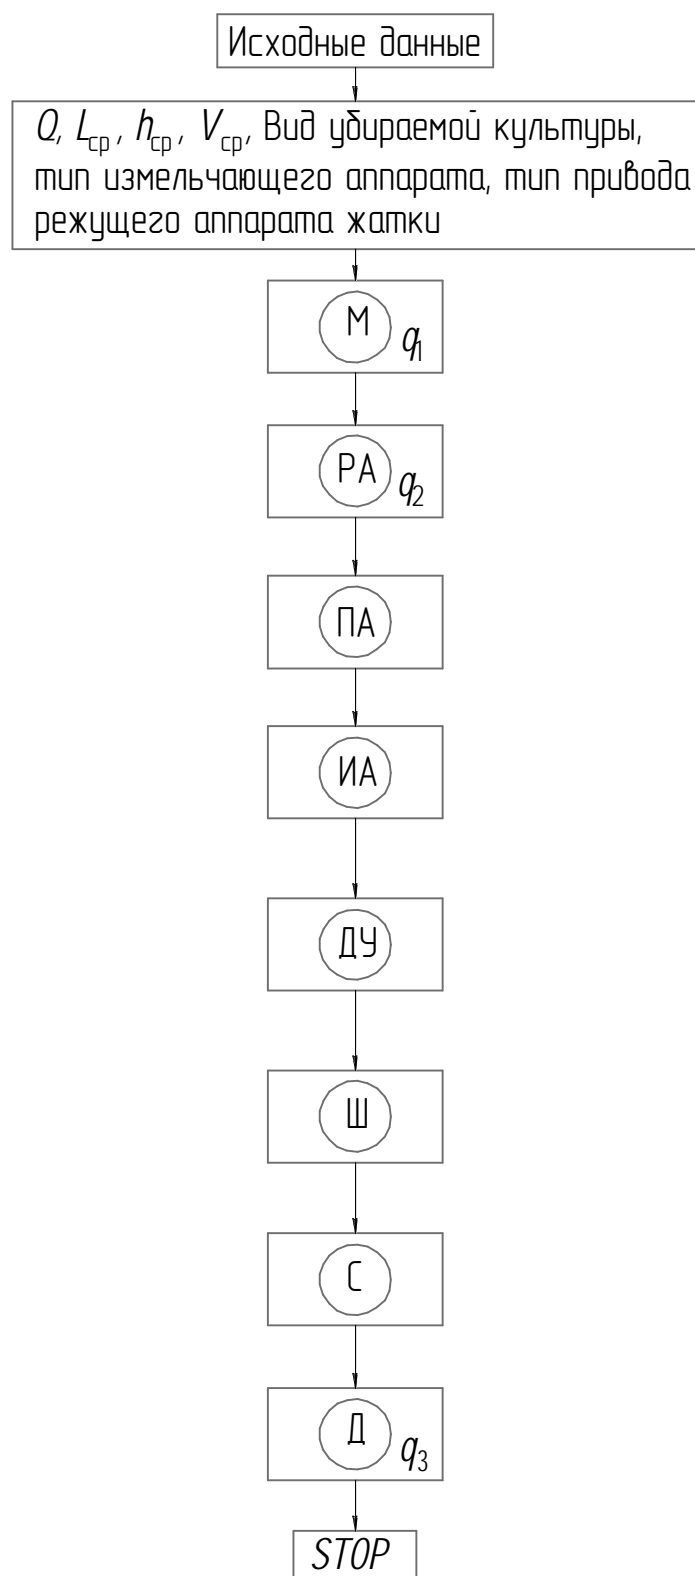 Исходные данные
Q, Lср, hср, Vср, Вид убираемой культуры,
тип измельчающего аппарата, тип привода
режущего аппарата жатки
М q1
РА q2
ПА
ИА
ДУ
Ш
С
Д q3
STOP